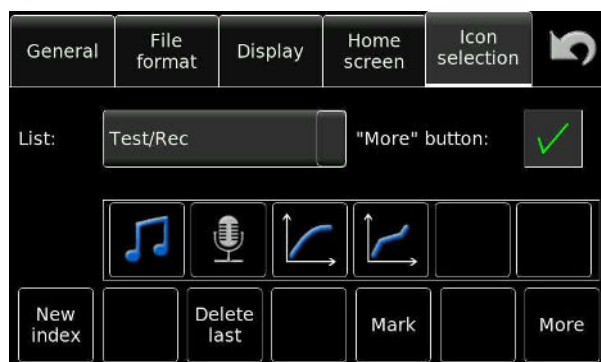 General
File
format
Display
Home
screen
Icon
selection
List:
Test/Rec
"More" button:
New
index
Delete
last
Mark
More